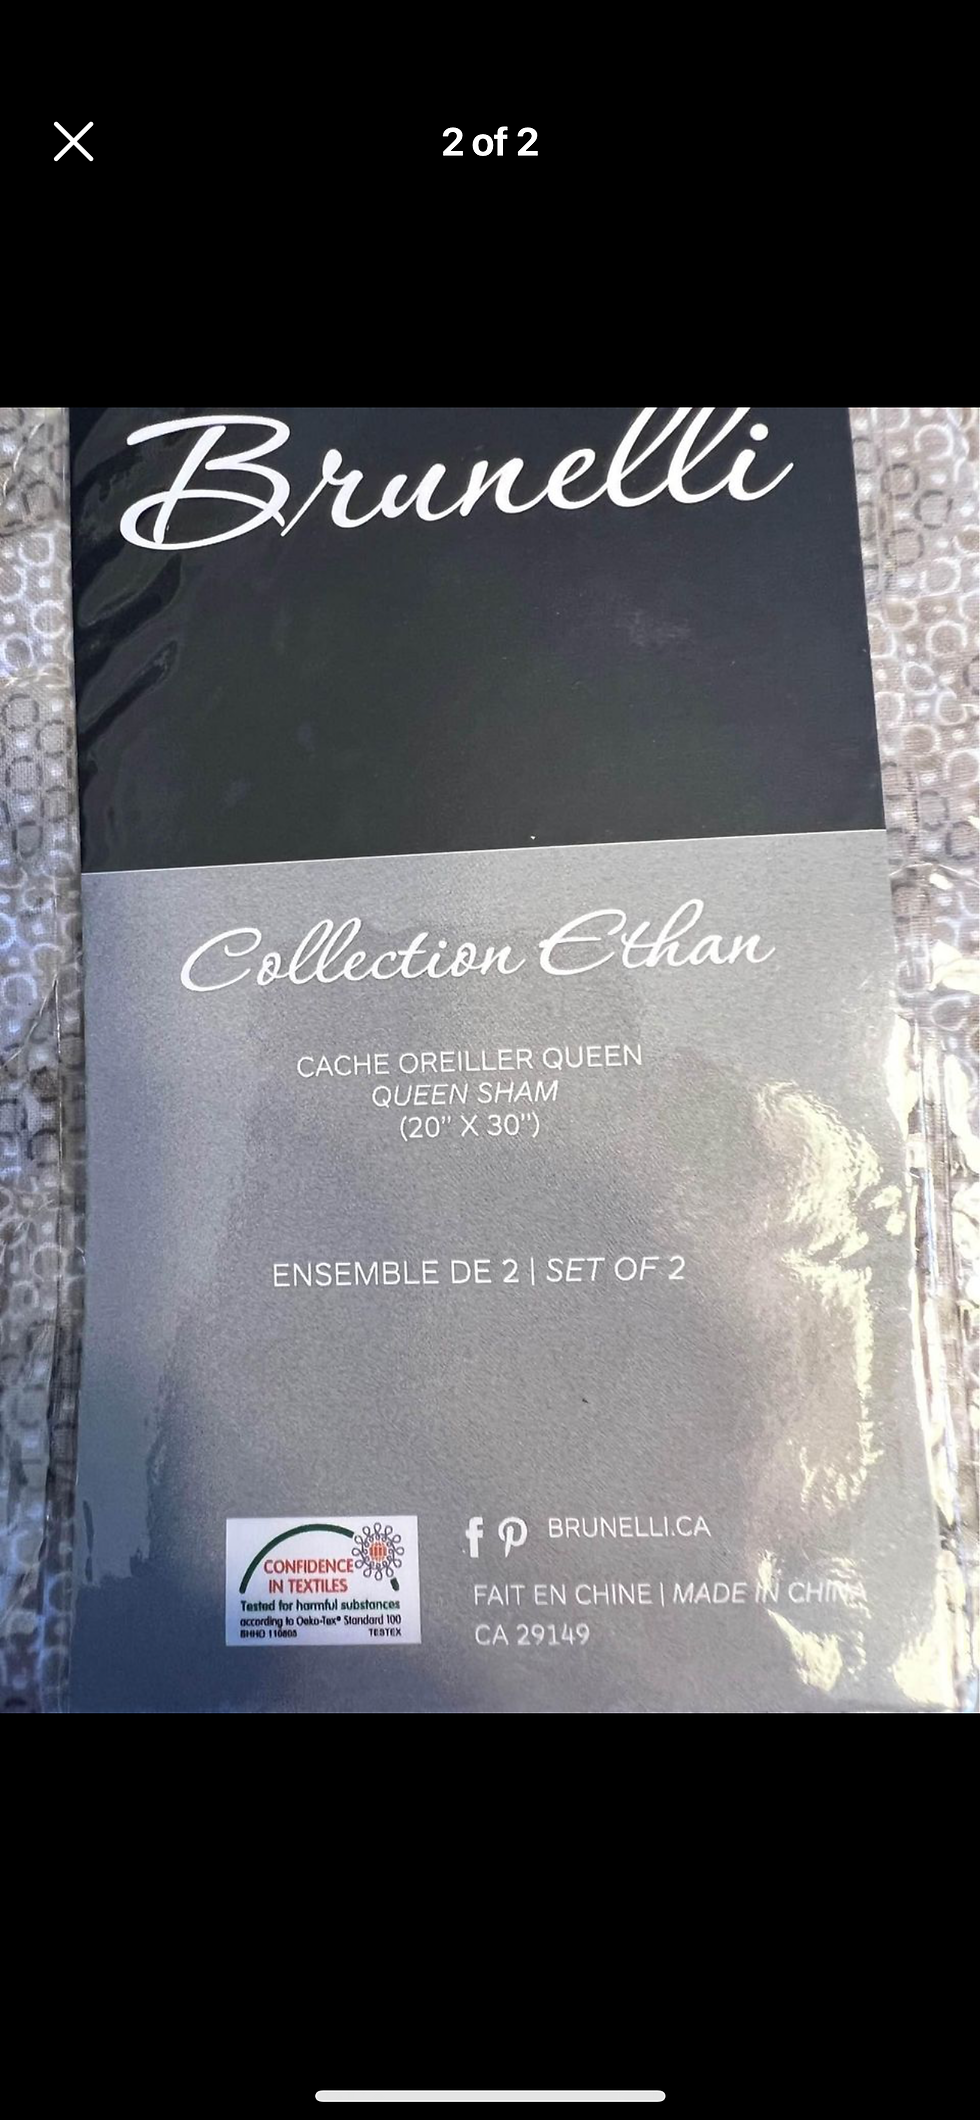 2 of 2
Brunelli
Collection Ethan
CACHE OREILLER QUEEN
QUEEN SHAM
(20" X 30")
ENSEMBLE DE 2 | SET OF 2
BRUNELLI.CA
FAIT EN CHINE | MADE IN CHINA
CA 29149
CONFIDENCE
IN TEXTILES
Tested for harmful substances
according to Oeko-Tex® Standard 100
TESTEX